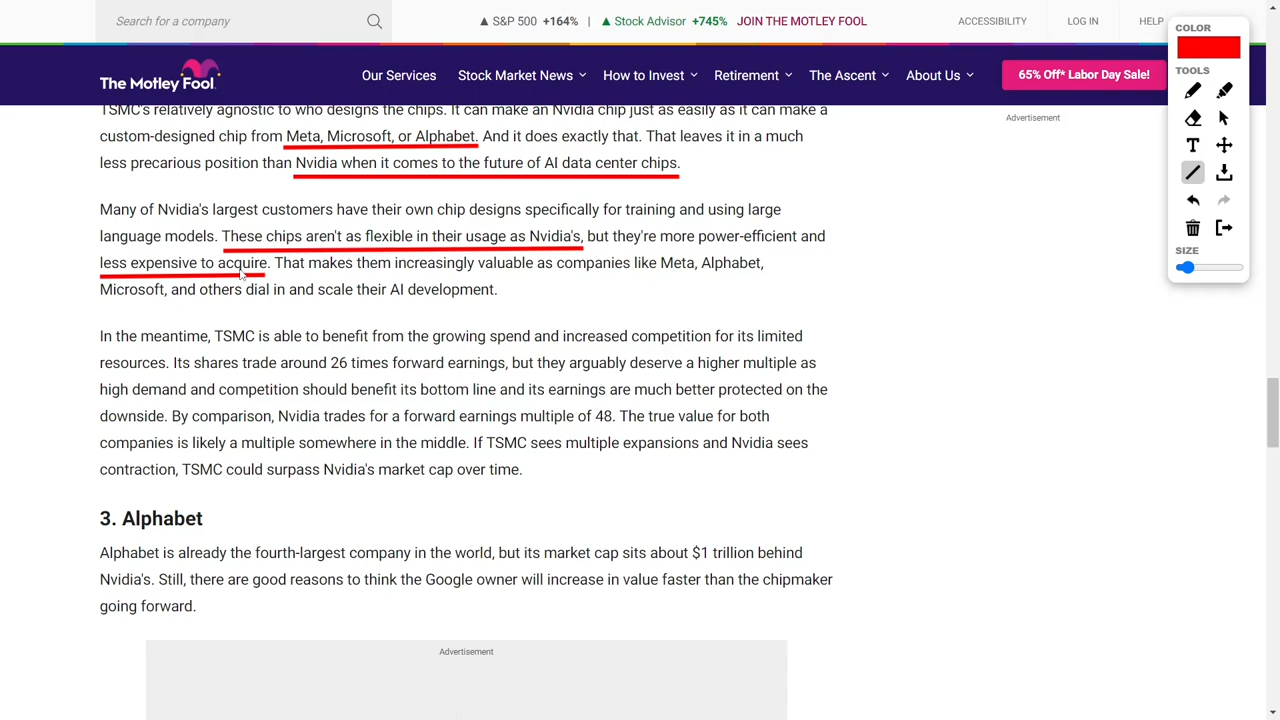 Search for a company
▲ S&P 500 +164% | ▲ Stock Advisor +745% JOIN THE MOTLEY FOOL
ACCESSIBILITY LOG IN HELP
The Motley Fool
Our Services Stock Market News How to Invest Retirement The Ascent About Us
65% Off* Labor Day Sale!
COLOR
TOOLS
T
SIZE
Advertisement
TSMC's relatively agnostic to who designs the chips. It can make an Nvidia chip just as easily as it can make a
custom-designed chip from Meta, Microsoft, or Alphabet. And it does exactly that. That leaves it in a much
less precarious position than Nvidia when it comes to the future of AI data center chips.
Many of Nvidia's largest customers have their own chip designs specifically for training and using large
language models. These chips aren't as flexible in their usage as Nvidia's, but they're more power-efficient and
less expensive to acquire. That makes them increasingly valuable as companies like Meta, Alphabet,
Microsoft, and others dial in and scale their AI development.
In the meantime, TSMC is able to benefit from the growing spend and increased competition for its limited
resources. Its shares trade around 26 times forward earnings, but they arguably deserve a higher multiple as
high demand and competition should benefit its bottom line and its earnings are much better protected on the
downside. By comparison, Nvidia trades for a forward earnings multiple of 48. The true value for both
companies is likely a multiple somewhere in the middle. If TSMC sees multiple expansions and Nvidia sees
contraction, TSMC could surpass Nvidia's market cap over time.
3. Alphabet
Alphabet is already the fourth-largest company in the world, but its market cap sits about $1 trillion behind
Nvidia's. Still, there are good reasons to think the Google owner will increase in value faster than the chipmaker
going forward.
Advertisement